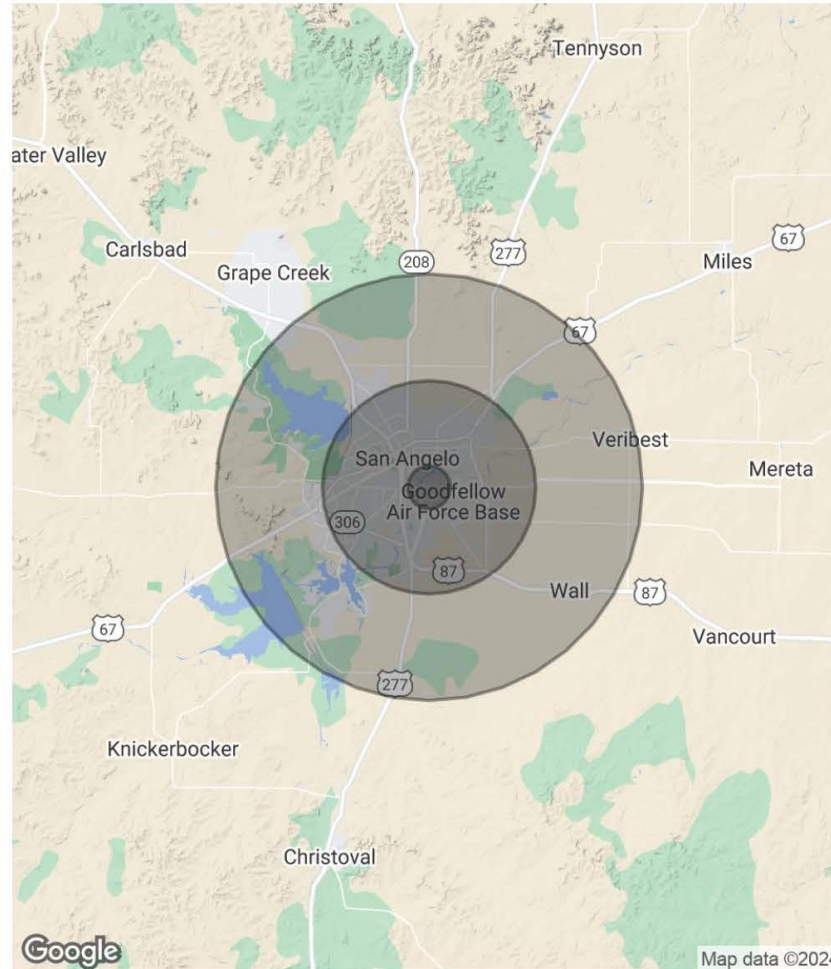 Tennyson
ater Valley
Carlsbad
67
277
208
Miles
Grape Creek
67
Veribest
San Angelo
Mereta
Goodfellow
Air Force Base
306
87
Wall
87
67
Vancourt
277
Knickerbocker
Christoval
Google
Map data ©2024